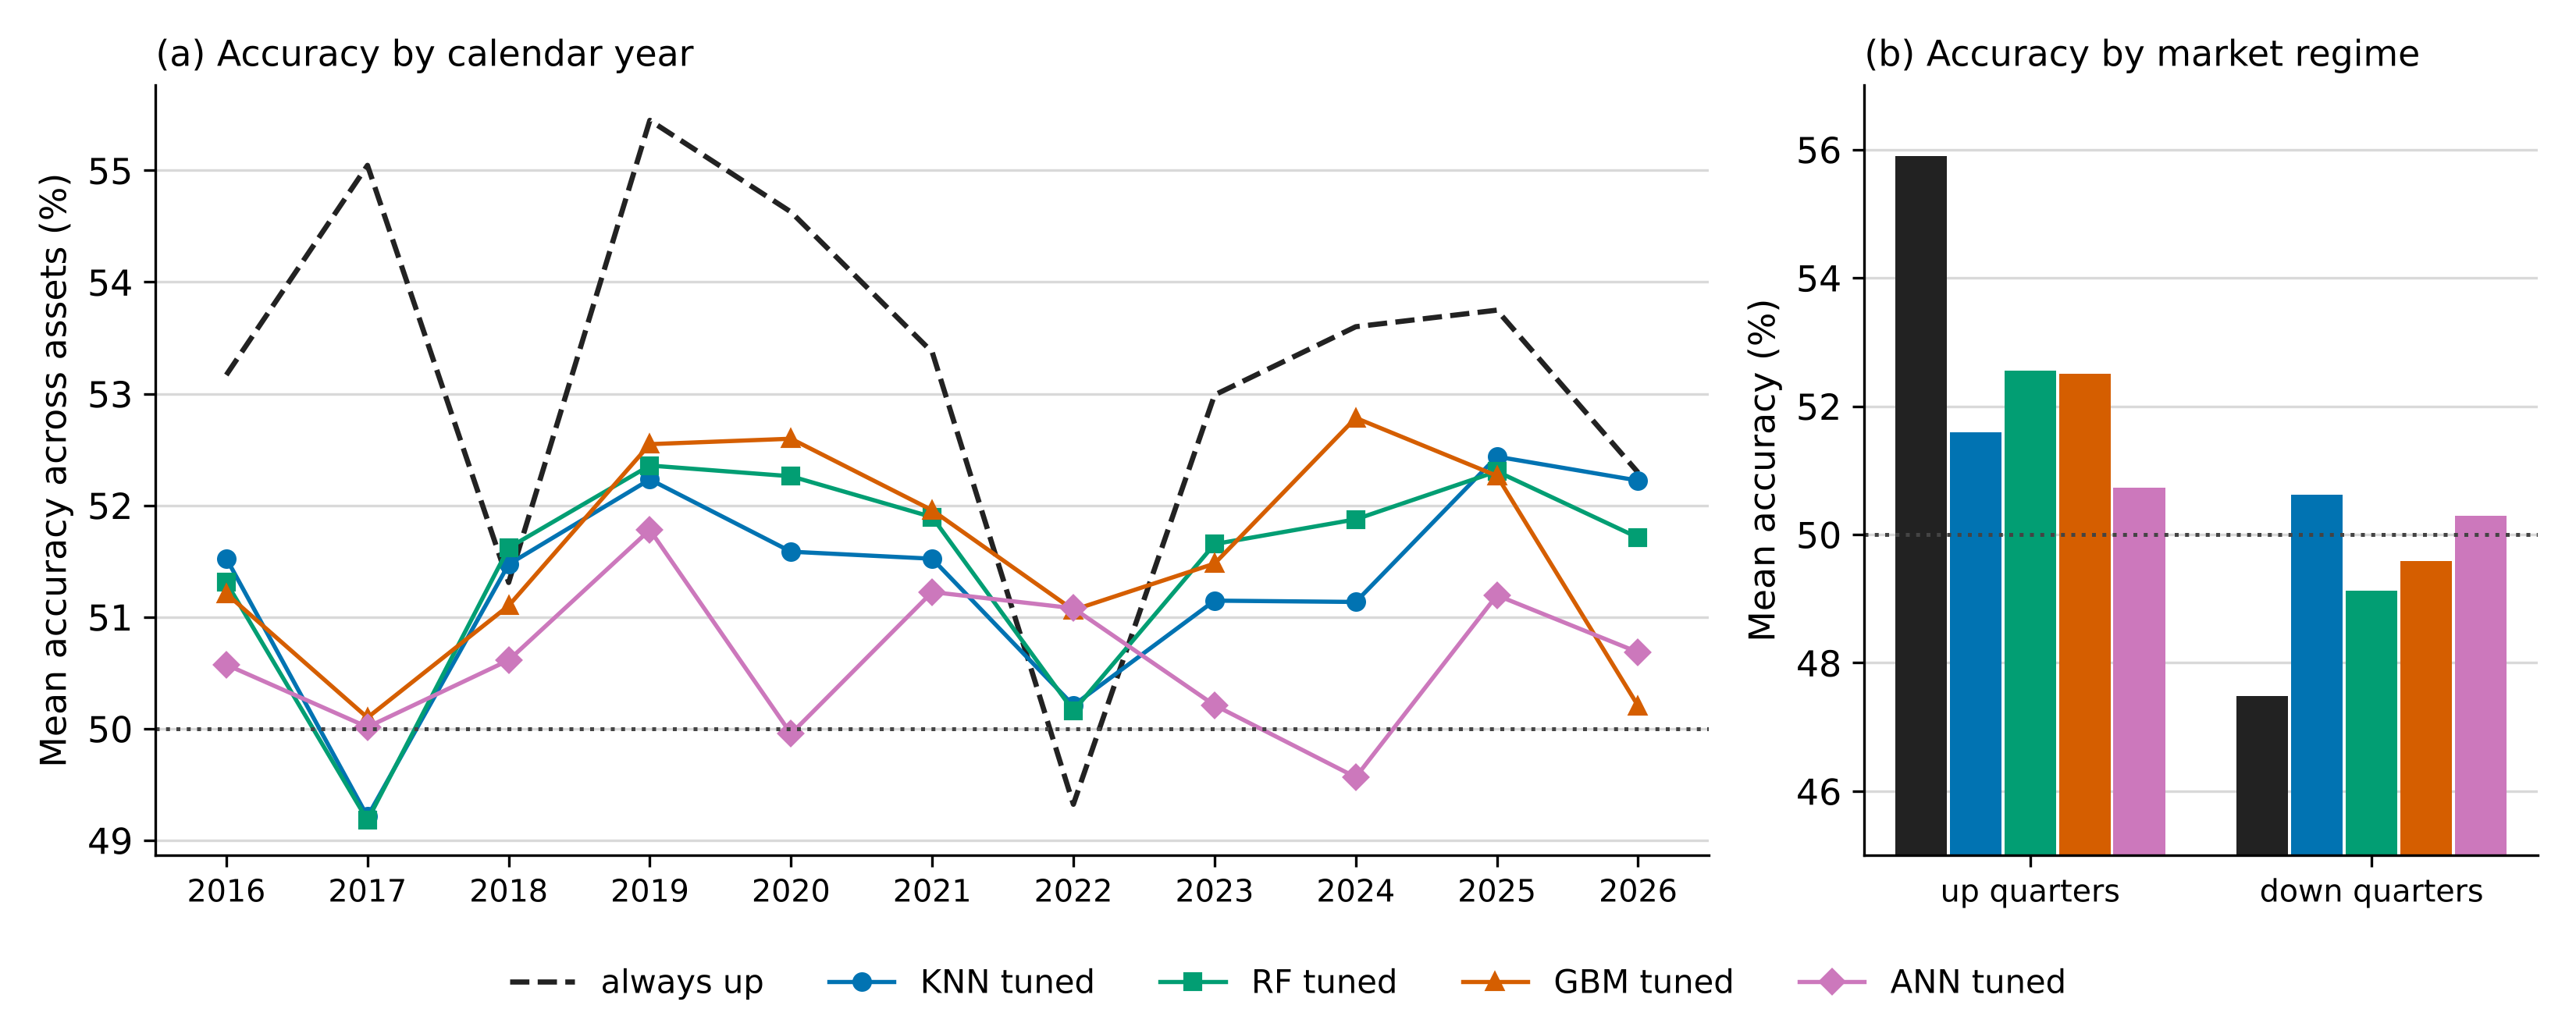 (a) Accuracy by calendar year
Mean accuracy across assets (%)
55
54
53
52
51
50
49
2016 2017 2018 2019 2020 2021 2022 2023 2024 2025 2026
(b) Accuracy by market regime
Mean accuracy (%)
56
54
52
50
48
46
up quarters down quarters
always up KNN tuned RF tuned GBM tuned ANN tuned